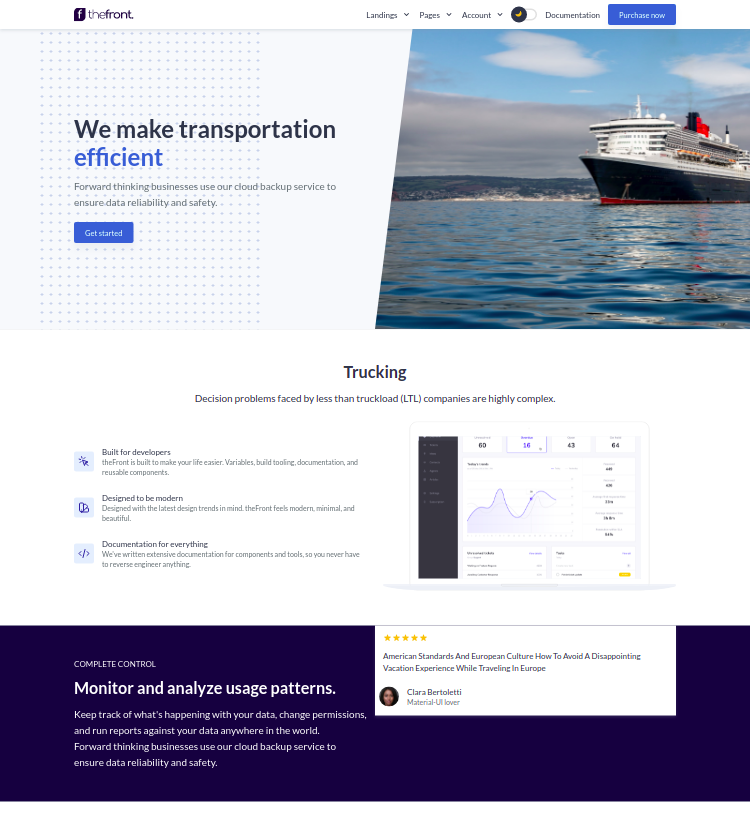 thefront.
Landings
Pages
Account
Documentation
Purchase now
We make transportation
efficient
Forward thinking businesses use our cloud backup service to
ensure data reliability and safety.
Get started
Trucking
Decision problems faced by less than truckload (LTL) companies are highly complex.
Built for developers
theFront is built to make your life easier. Variables, build tooling, documentation, and
reusable components.
Designed to be modern
Designed with the latest design trends in mind. theFront feels modern, minimal, and
beautiful.
Documentation for everything
We've written extensive documentation for components and tools, so you never have
to reverse engineer anything.
60
16
43
64
COMPLETE CONTROL
Monitor and analyze usage patterns.
Keep track of what's happening with your data, change permissions,
and run reports against your data anywhere in the world.
Forward thinking businesses use our cloud backup service to
ensure data reliability and safety.
American Standards And European Culture How To Avoid A Disappointing
Vacation Experience While Traveling In Europe
Clara Bertoletti
Material-UI lover